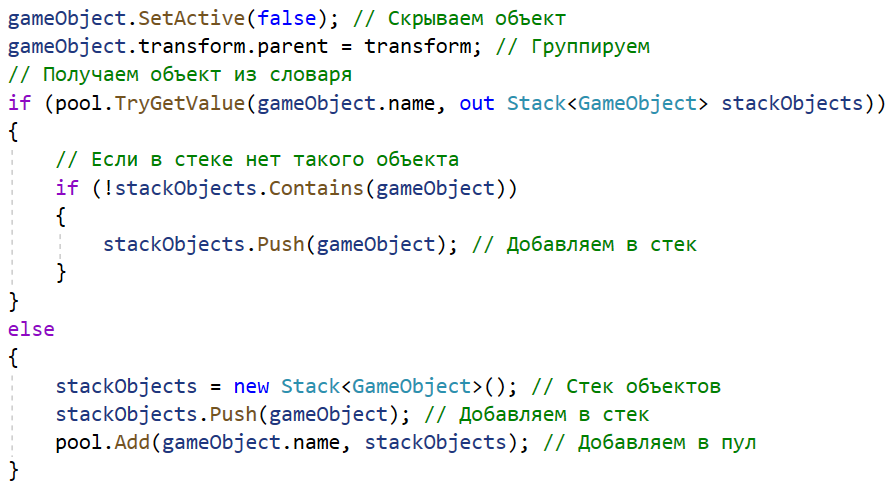 gameObject.SetActive(false); // Скрываем объект
gameObject.transform.parent = transform; // Группируем
// Получаем объект из словаря
if (pool.TryGetValue(gameObject.name, out Stack<GameObject> stackObjects))
{
    // Если в стеке нет такого объекта
    if (!stackObjects.Contains(gameObject))
    {
        stackObjects.Push(gameObject); // Добавляем в стек
    }
}
else
{
    stackObjects = new Stack<GameObject>(); // Стек объектов
    stackObjects.Push(gameObject); // Добавляем в стек
    pool.Add(gameObject.name, stackObjects); // Добавляем в пул
}